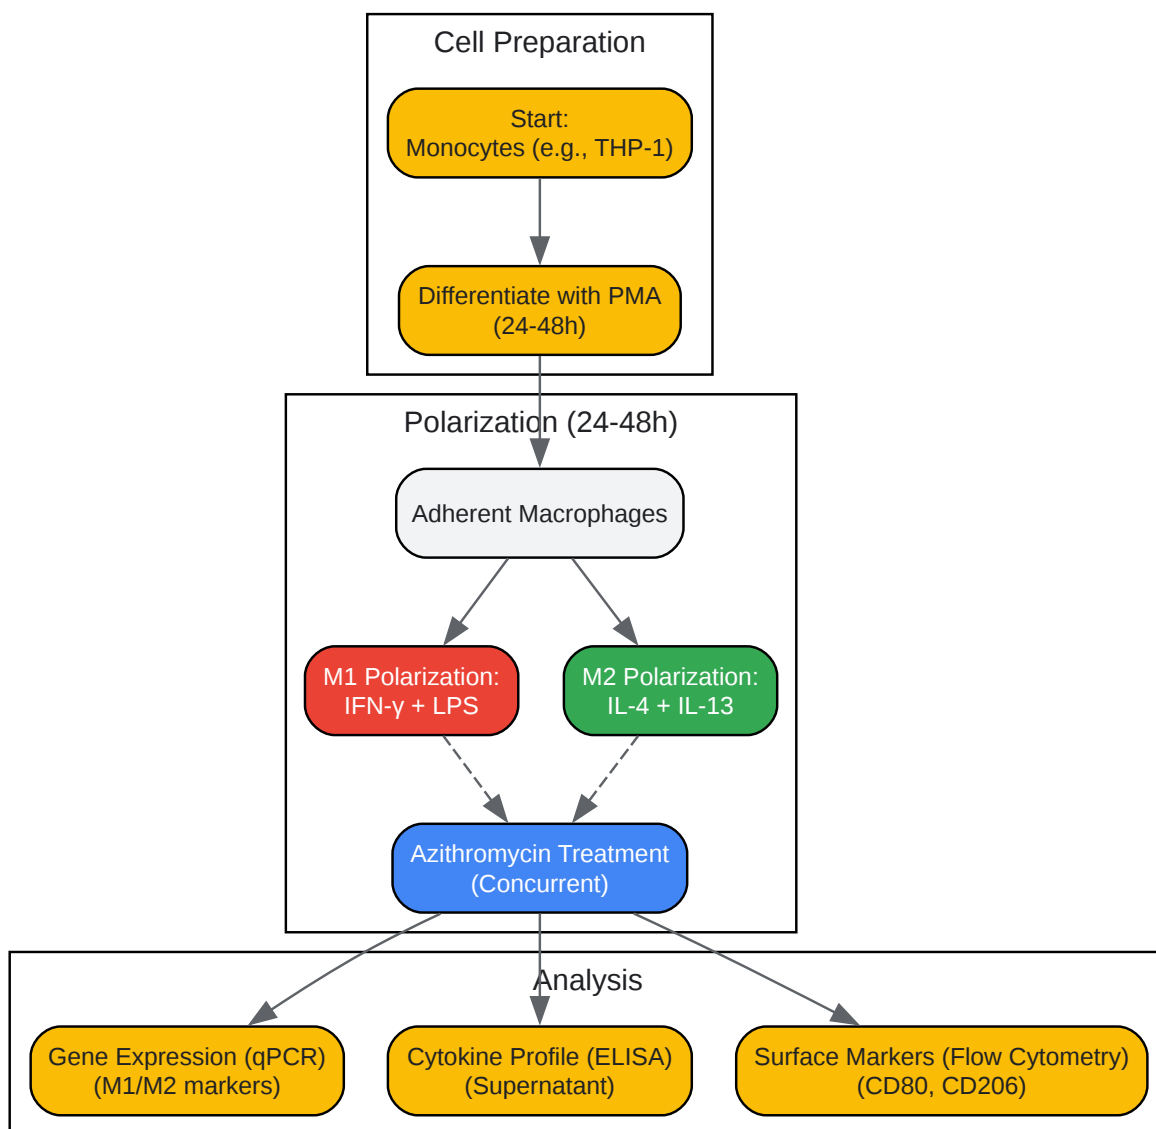 Cell Preparation
Start:
Monocytes (e.g., THP-1)
Differentiate with PMA
(24-48h)
Polarization (24-48h)
Adherent Macrophages
M1 Polarization:
IFN-γ + LPS
M2 Polarization:
IL-4 + IL-13
Azithromycin Treatment
(Concurrent)
Analysis
Gene Expression (qPCR)
(M1/M2 markers)
Cytokine Profile (ELISA)
(Supernatant)
Surface Markers (Flow Cytometry)
(CD80, CD206)